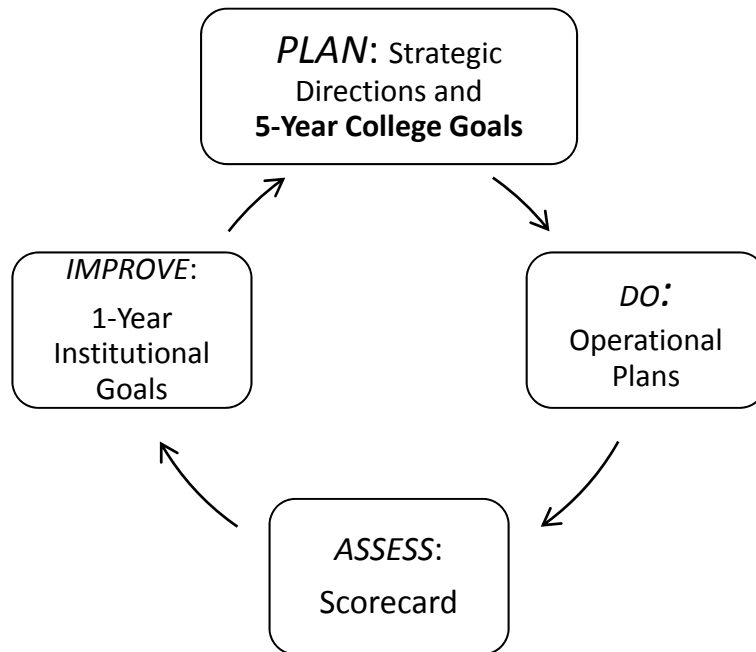 PLAN: Strategic
Directions and
5-Year College Goals
IMPROVE:
1-Year
Institutional
Goals
DO:
Operational
Plans
ASSESS:
Scorecard